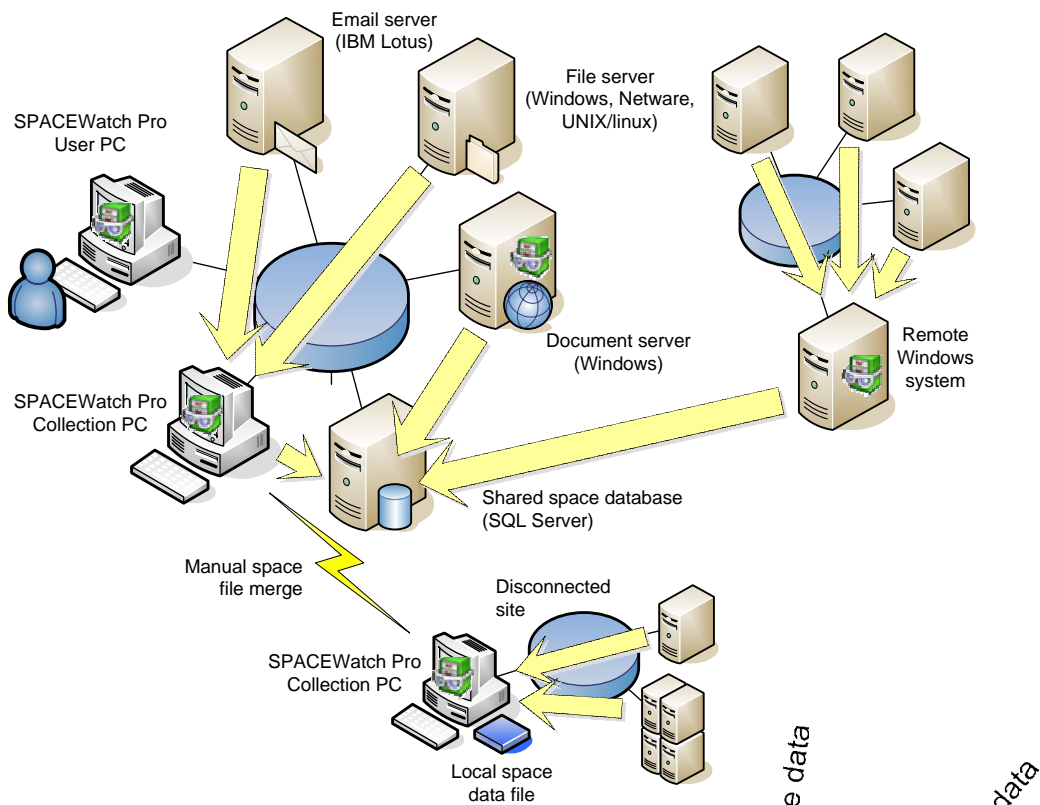 Email server
(IBM Lotus)
File server
(Windows, Netware,
UNIX/linux)
SPACEWatch Pro
User PC
Document server
(Windows)
Remote
Windows
system
SPACEWatch Pro
Collection PC
Shared space database
(SQL Server)
Manual space
file merge
Disconnected
site
SPACEWatch Pro
Collection PC
Local space
data file
e data
data